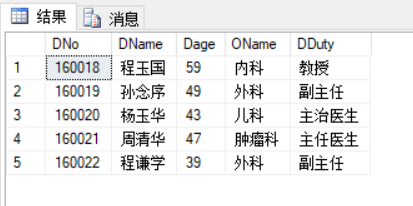 结果 消息
DNo DName Dage OName DDuty
1 160018 程玉国 59 内科 教授
2 160019 孙念序 49 外科 副主任
3 160020 杨玉华 43 儿科 主治医生
4 160021 周清华 47 肿瘤科 主任医生
5 160022 程谦学 39 外科 副主任